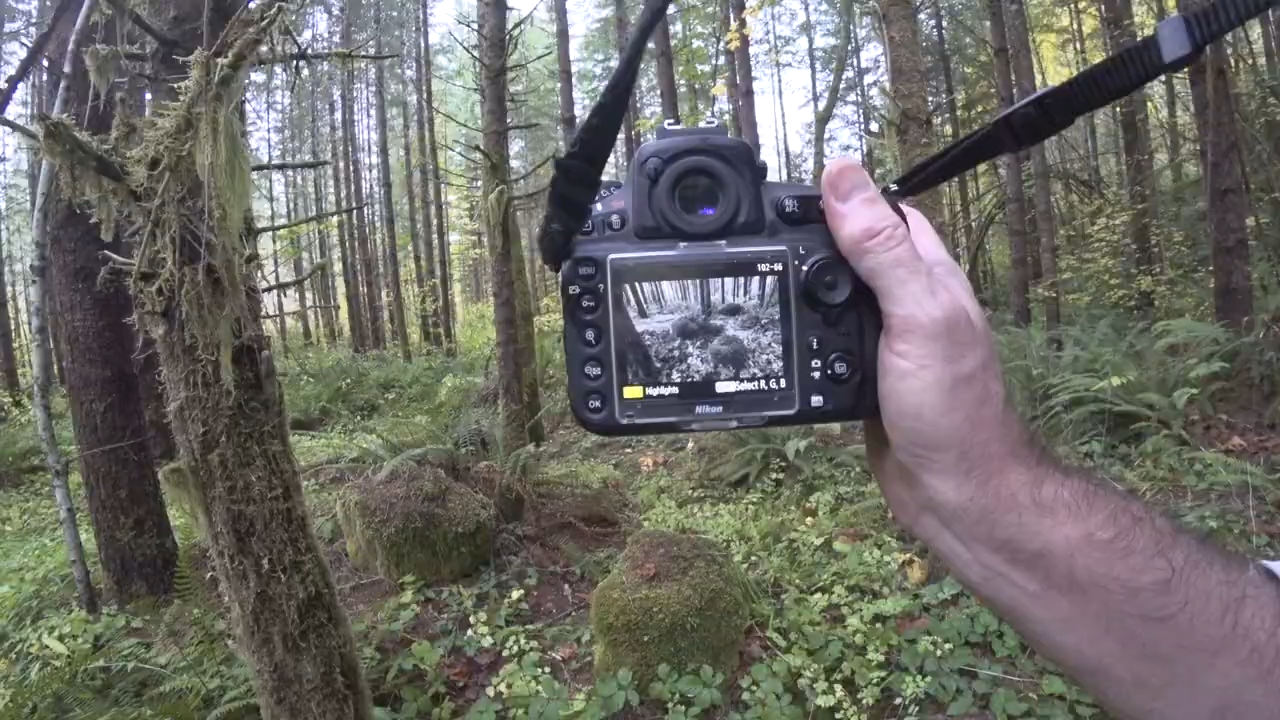 AE-L
AF-L
L
MENU
?
102-66
i
Highlights
Select R, G, B
OK
Nikon